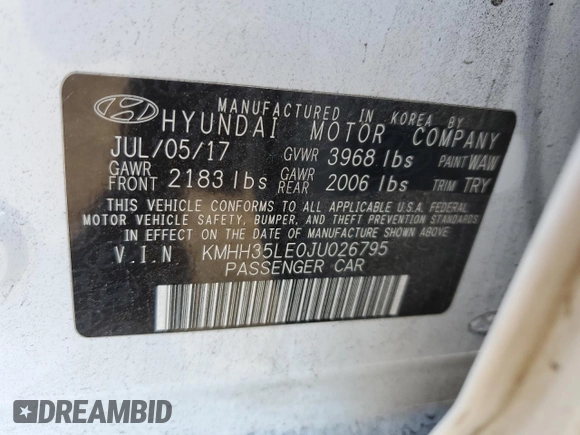 MANUFACTURED IN KOREA BY
HYUNDAI MOTOR COMPANY
JUL/05/17 GVWR 3968 lbs PAINT WAW
GAWR FRONT 2183 lbs GAWR REAR 2006 lbs TRIM TRY
THIS VEHICLE CONFORMS TO ALL APPLICABLE U.S.A. FEDERAL
MOTOR VEHICLE SAFETY, BUMPER, AND THEFT PREVENTION STANDARDS
IN EFFECT ON THE DATE OF MANUFACTURE SHOWN ABOVE.
V.I.N KMHH35LE0JU026795
PASSENGER CAR
DREAMBID